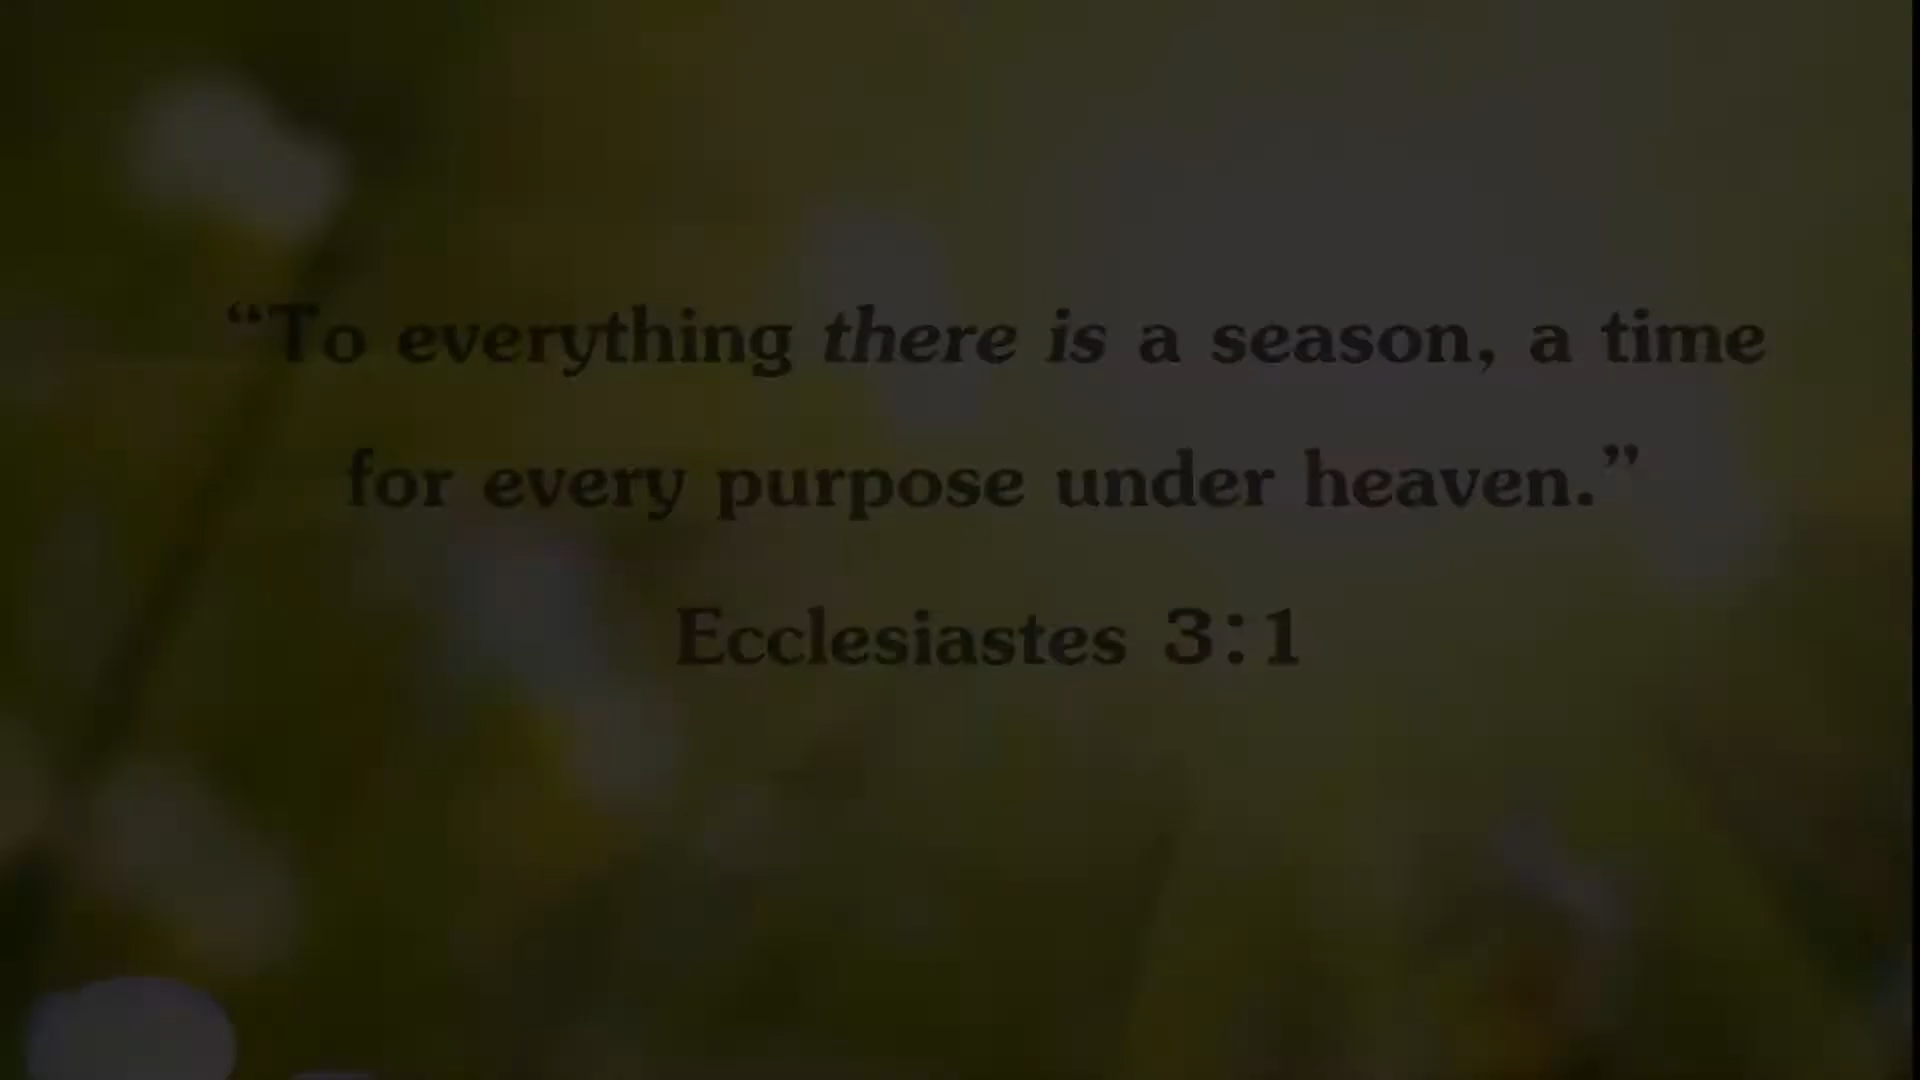 “To everything there is a season, a time
for every purpose under heaven.”
Ecclesiastes 3:1